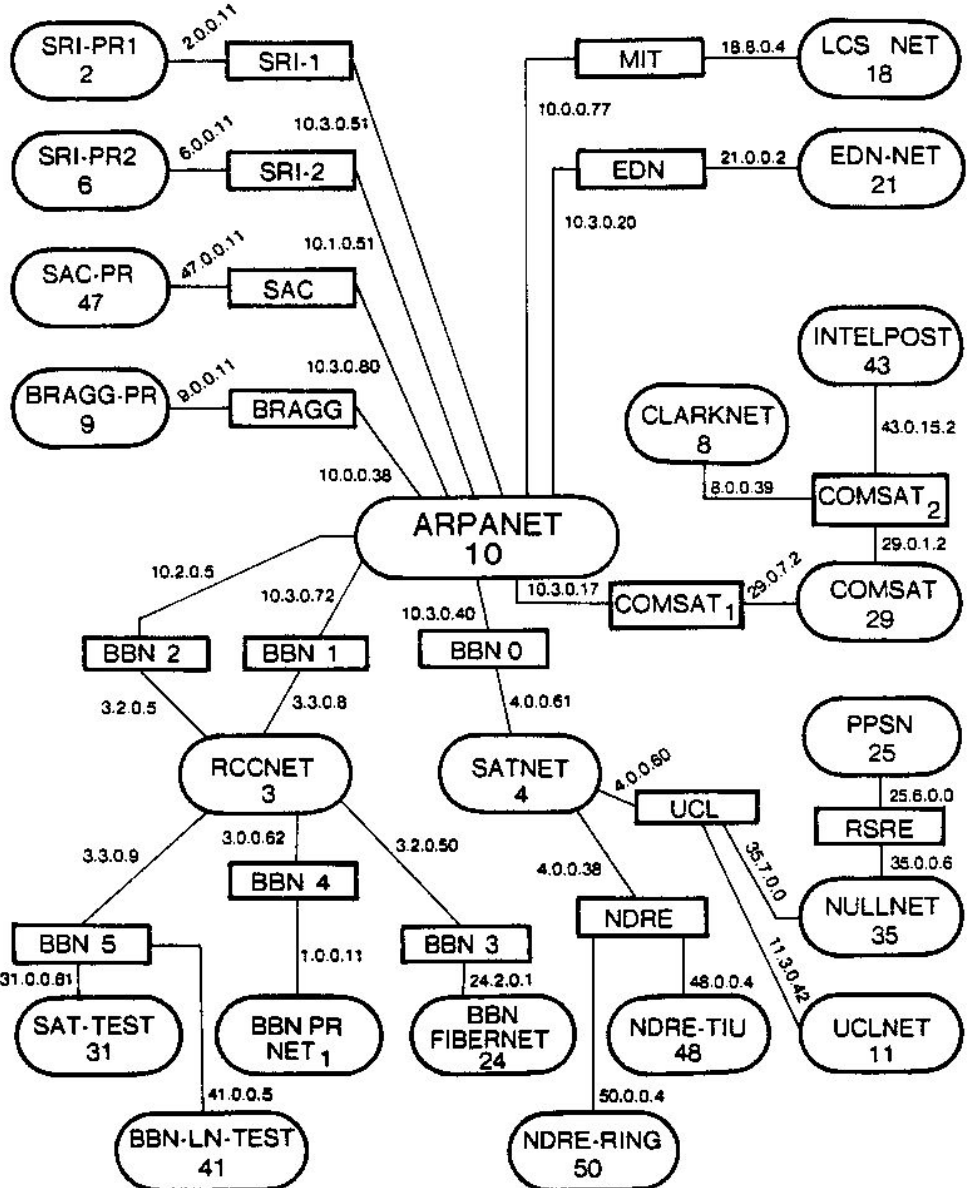 SRI-PR1
2
2.0.0.11
SRI-1
10.3.0.51
MIT
18.8.0.4
LCS NET
18
10.0.0.77
SRI-PR2
6
6.0.0.11
SRI-2
10.1.0.51
EDN
21.0.0.2
EDN-NET
21
10.3.0.20
SAC-PR
47
47.0.0.11
SAC
10.3.0.80
INTELPOST
43
43.0.15.2
BRAGG-PR
9
9.0.0.11
BRAGG
10.0.0.38
CLARKNET
8
8.0.0.39
COMSAT 2
29.0.1.2
ARPANET
10
10.2.0.5
10.3.0.72
10.3.0.40
10.3.0.17
COMSAT 1
29.0.7.2
COMSAT
29
BBN 2
BBN 1
BBN 0
3.2.0.5
3.3.0.8
4.0.0.61
RCCNET
3
SATNET
4
4.0.0.60
UCL
PPSN
25
25.6.0.0
RSRE
35.0.0.6
3.3.0.9
3.0.0.62
3.2.0.50
4.0.0.38
35.7.0.0
NULLNET
35
BBN 4
BBN 5
BBN 3
NDRE
11.3.0.42
31.0.0.61
1.0.0.11
24.2.0.1
48.0.0.4
SAT-TEST
31
BBN PR
NET 1
BBN
FIBERNET
24
NDRE-TIU
48
UCLNET
11
41.0.0.5
50.0.0.4
BBN-LN-TEST
41
NDRE-RING
50